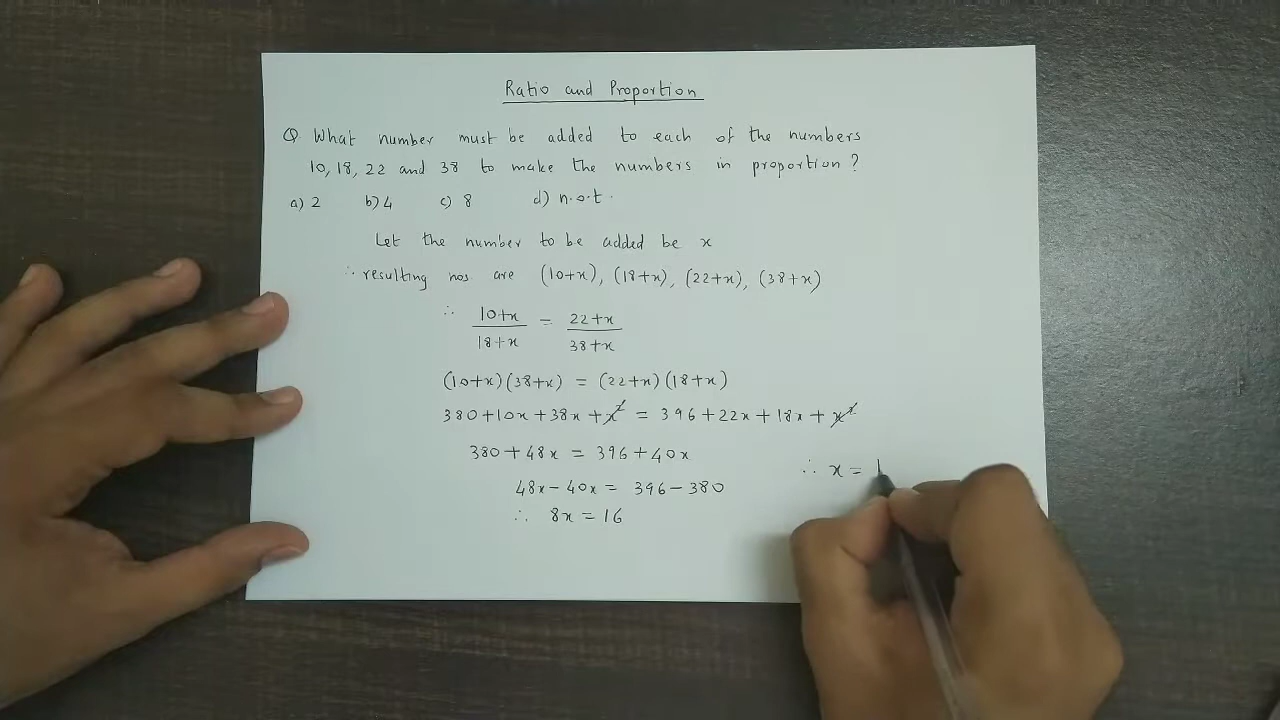 Ratio and Proportion
Q What number must be added to each of the numbers
10, 18, 22 and 38 to make the numbers in proportion?
a) 2 b) 4 c) 8 d) n.o.t.
Let the number to be added be x
∴ resulting nos are (10+x), (18+x), (22+x), (38+x)
∴ 10+x/18+x = 22+x/38+x
(10+x)(38+x) = (22+x)(18+x)
380+10x+38x+x² = 396+22x+18x+x²
380+48x = 396+40x
48x-40x = 396-380
∴ 8x = 16
∴ x = 1